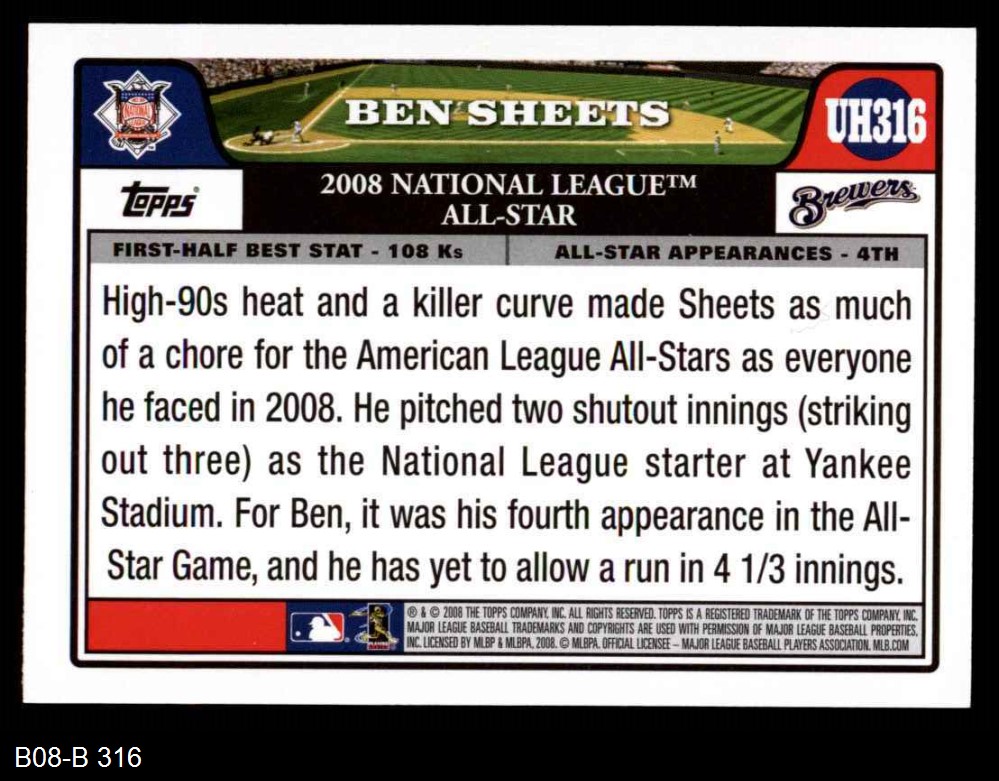 BEN SHEETS
UH316
NATIONAL LEAGUE
Topps
2008 NATIONAL LEAGUE™
ALL-STAR
Brewers
FIRST-HALF BEST STAT - 108 Ks
ALL-STAR APPEARANCES - 4TH
High-90s heat and a killer curve made Sheets as much
of a chore for the American League All-Stars as everyone
he faced in 2008. He pitched two shutout innings (striking
out three) as the National League starter at Yankee
Stadium. For Ben, it was his fourth appearance in the All-
Star Game, and he has yet to allow a run in 4 1/3 innings.
® & © 2008 THE TOPPS COMPANY, INC. ALL RIGHTS RESERVED. TOPPS IS A REGISTERED TRADEMARK OF THE TOPPS COMPANY, INC.
MAJOR LEAGUE BASEBALL TRADEMARKS AND COPYRIGHTS ARE USED WITH PERMISSION OF MAJOR LEAGUE BASEBALL PROPERTIES,
INC. LICENSED BY MLBP & MLBPA, 2008. © MLBPA. OFFICIAL LICENSEE – MAJOR LEAGUE BASEBALL PLAYERS ASSOCIATION. MLB.COM
B08-B 316